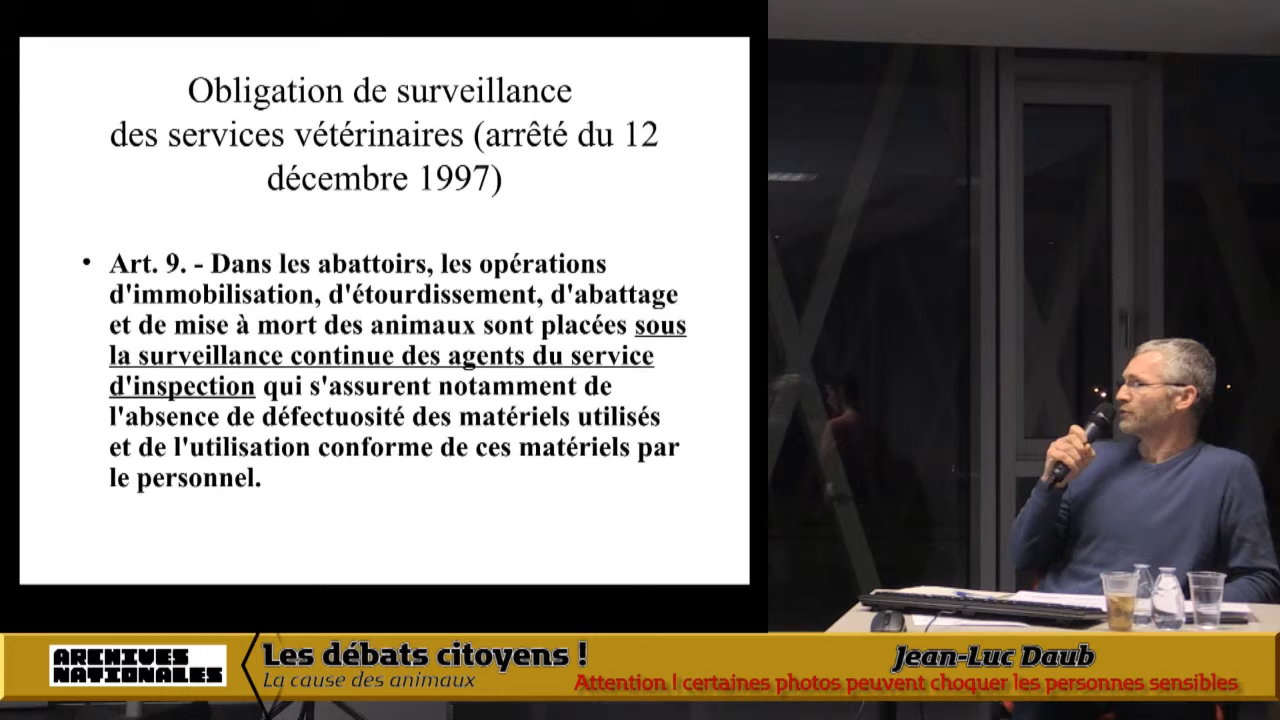 Obligation de surveillance
des services vétérinaires (arrêté du 12
décembre 1997)
• Art. 9. - Dans les abattoirs, les opérations
d'immobilisation, d'étourdissement, d'abattage
et de mise à mort des animaux sont placées sous
la surveillance continue des agents du service
d'inspection qui s'assurent notamment de
l'absence de défectuosité des matériels utilisés
et de l'utilisation conforme de ces matériels par
le personnel.
ARCHIVES
NATIONALES
Les débats citoyens !
La cause des animaux
Jean-Luc Daub
Attention ! certaines photos peuvent choquer les personnes sensibles